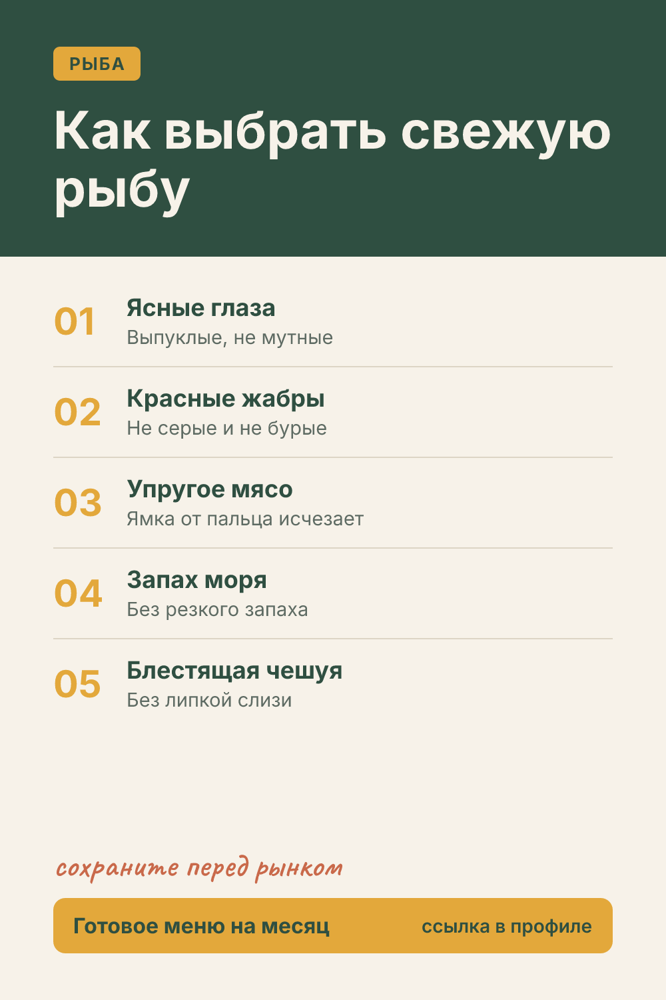 РЫБА
Как выбрать свежую
рыбу
01
Ясные глаза
Выпуклые, не мутные
02
Красные жабры
Не серые и не бурые
03
Упругое мясо
Ямка от пальца исчезает
04
Запах моря
Без резкого запаха
05
Блестящая чешуя
Без липкой слизи
сохраните перед рынком
Готовое меню на месяц
ссылка в профиле